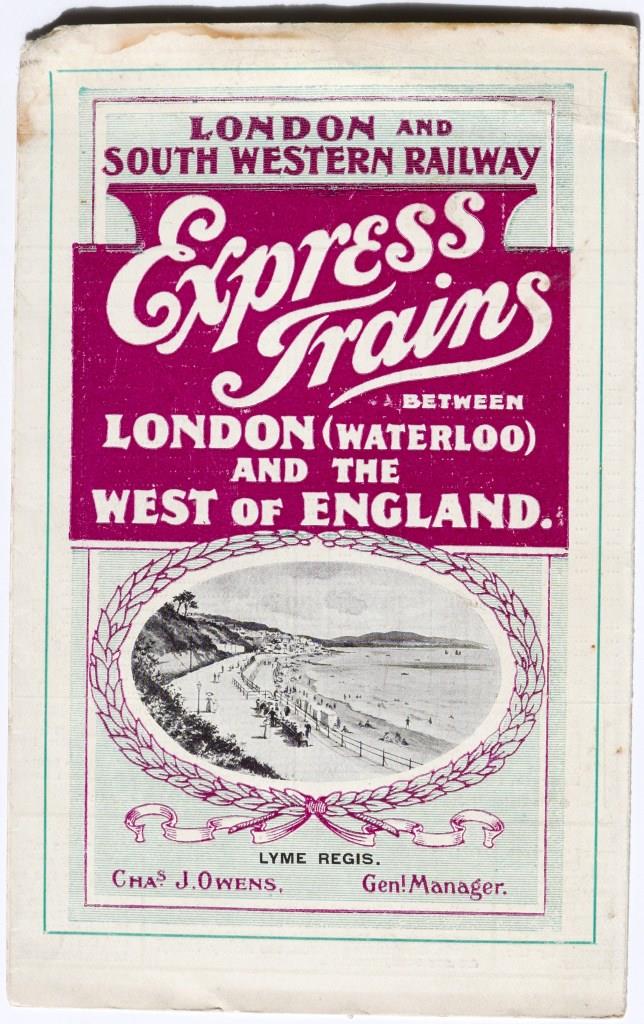 LONDON AND
SOUTH WESTERN RAILWAY
Express
Trains
BETWEEN
LONDON (WATERLOO)
AND THE
WEST OF ENGLAND.
LYME REGIS.
Chas. J. Owens, Genl. Manager.